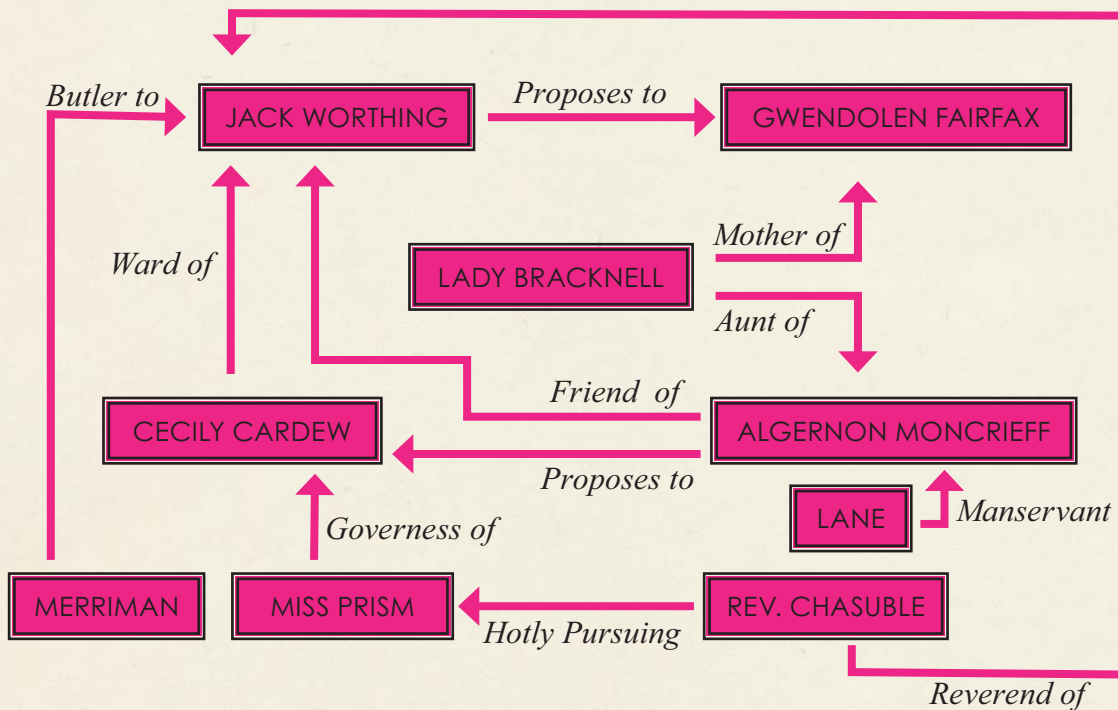 Butler to
JACK WORTHING
Proposes to
GWENDOLEN FAIRFAX
Ward of
LADY BRACKNELL
Mother of
Aunt of
Friend of
CECILY CARDEW
ALGERNON MONCRIEFF
Proposes to
LANE
Manservant
Governess of
MERRIMAN
MISS PRISM
Hotly Pursuing
REV. CHASUBLE
Reverend of